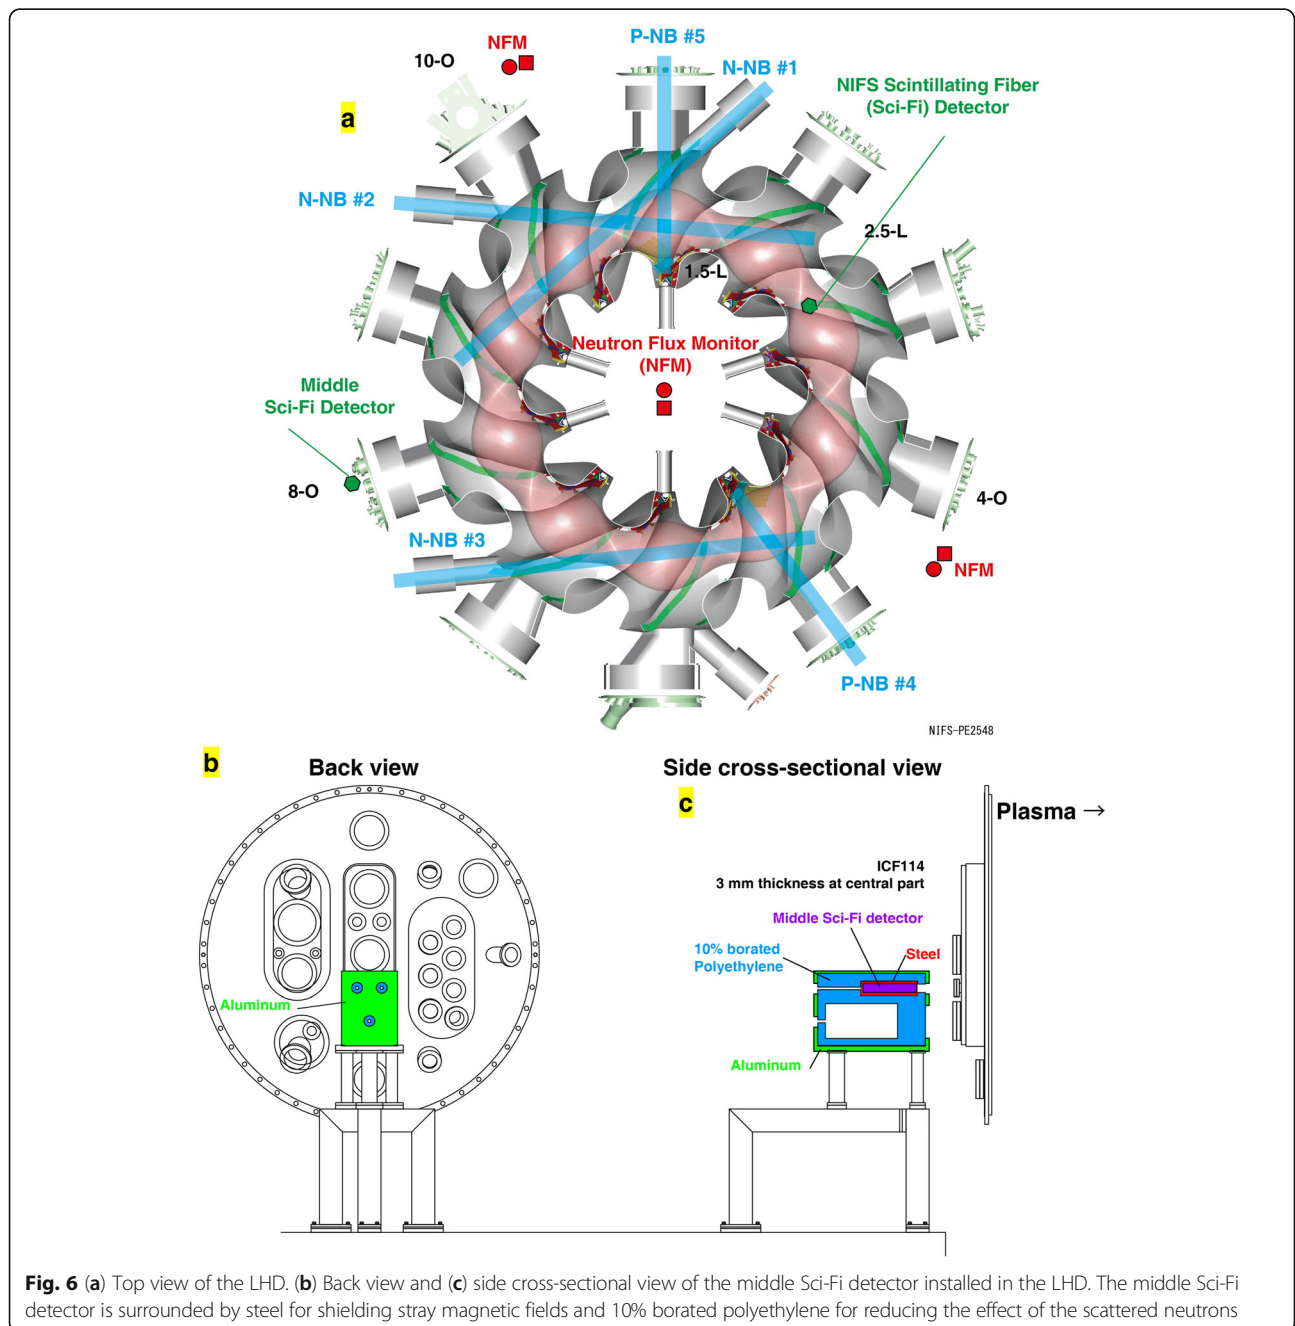 a
NFM
10-O
P-NB #5
N-NB #1
NIFS Scintillating Fiber
(Sci-Fi) Detector
N-NB #2
2.5-L
1.5-L
Neutron Flux Monitor
(NFM)
Middle
Sci-Fi Detector
8-O
4-O
N-NB #3
NFM
P-NB #4
NIFS-PE2548
b
Back view
Aluminum
Side cross-sectional view
c
Plasma →
ICF114
3 mm thickness at central part
Middle Sci-Fi detector
10% borated
Polyethylene
Steel
Aluminum
Fig. 6 (a) Top view of the LHD. (b) Back view and (c) side cross-sectional view of the middle Sci-Fi detector installed in the LHD. The middle Sci-Fi
detector is surrounded by steel for shielding stray magnetic fields and 10% borated polyethylene for reducing the effect of the scattered neutrons